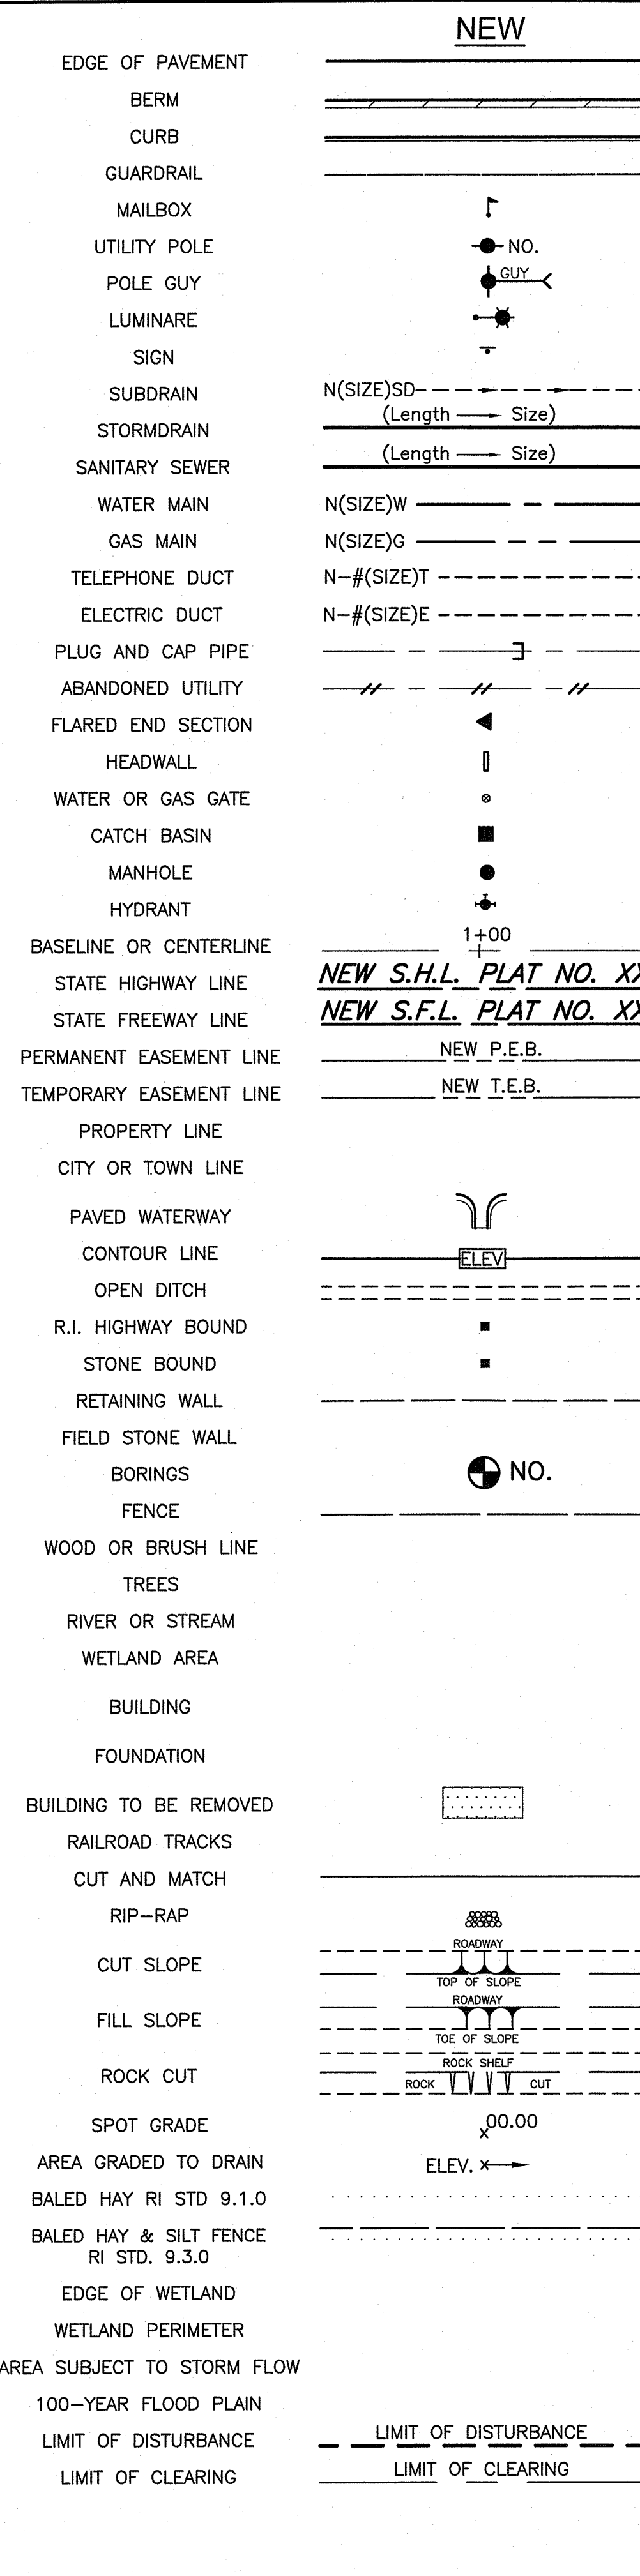 NEW
EDGE OF PAVEMENT
BERM
CURB
GUARDRAIL
MAILBOX
UTILITY POLE NO.
POLE GUY GUY
LUMINARE
SIGN
SUBDRAIN N(SIZE)SD
(Length Size)
STORMDRAIN
(Length Size)
SANITARY SEWER
WATER MAIN N(SIZE)W
GAS MAIN N(SIZE)G
TELEPHONE DUCT N-#(SIZE)T
ELECTRIC DUCT N-#(SIZE)E
PLUG AND CAP PIPE
ABANDONED UTILITY
FLARED END SECTION
HEADWALL
WATER OR GAS GATE
CATCH BASIN
MANHOLE
HYDRANT
1+00
BASELINE OR CENTERLINE
STATE HIGHWAY LINE NEW S.H.L. PLAT NO. XX
STATE FREEWAY LINE NEW S.F.L. PLAT NO. XX
PERMANENT EASEMENT LINE NEW P.E.B.
TEMPORARY EASEMENT LINE NEW T.E.B.
PROPERTY LINE
CITY OR TOWN LINE
PAVED WATERWAY
CONTOUR LINE ELEV
OPEN DITCH
R.I. HIGHWAY BOUND
STONE BOUND
RETAINING WALL
FIELD STONE WALL
BORINGS NO.
FENCE
WOOD OR BRUSH LINE
TREES
RIVER OR STREAM
WETLAND AREA
BUILDING
FOUNDATION
BUILDING TO BE REMOVED
RAILROAD TRACKS
CUT AND MATCH
RIP-RAP
ROADWAY
CUT SLOPE
TOP OF SLOPE
ROADWAY
FILL SLOPE
TOE OF SLOPE
ROCK SHELF
ROCK CUT ROCK CUT
SPOT GRADE x00.00
AREA GRADED TO DRAIN ELEV. x
BALED HAY RI STD 9.1.0
BALED HAY & SILT FENCE
RI STD. 9.3.0
EDGE OF WETLAND
WETLAND PERIMETER
AREA SUBJECT TO STORM FLOW
100-YEAR FLOOD PLAIN
LIMIT OF DISTURBANCE LIMIT OF DISTURBANCE
LIMIT OF CLEARING LIMIT OF CLEARING